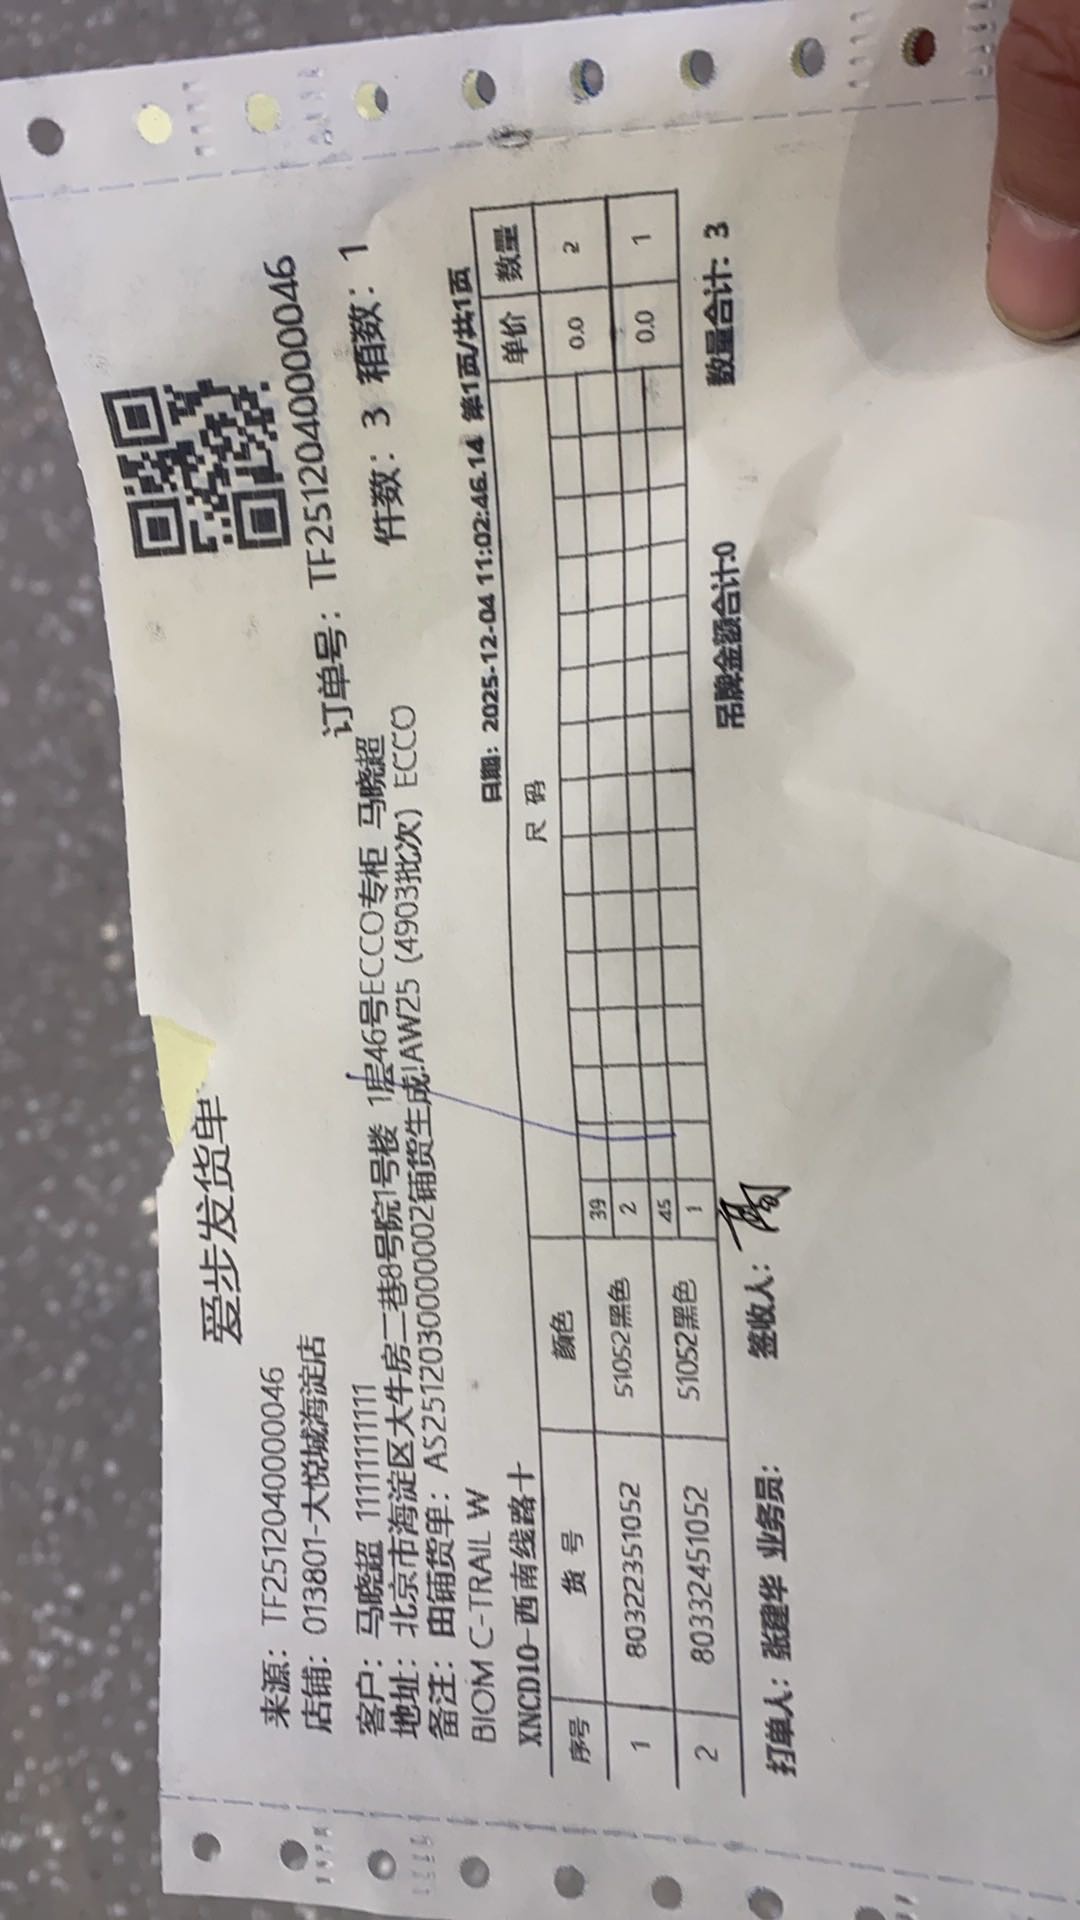 爱步发货单
来源: TF251204000046
店铺: 013801-大悦城海淀店
订单号: TF251204000046
客户: 马晓超 11111111111
件数: 3 箱数: 1
地址: 北京市海淀区大牛房二巷8号院1号楼 1层46号ECCO专柜 马晓超
备注: 由铺货单: AS251203000002铺货生成!AW25 (4903批次) ECCO
BIOM C-TRAIL W
XNCD10-西南线路十
日期: 2025-12-04 11:02:46.14 第1页/共1页
序号 货号 颜色 尺码 单价 数量
1 80322351052 51052黑色 39 0.0 2
2
2 80332451052 51052黑色 45 0.0 1
1
打单人: 张建华 业务员: 签收人: 吊牌金额合计:0 数量合计: 3